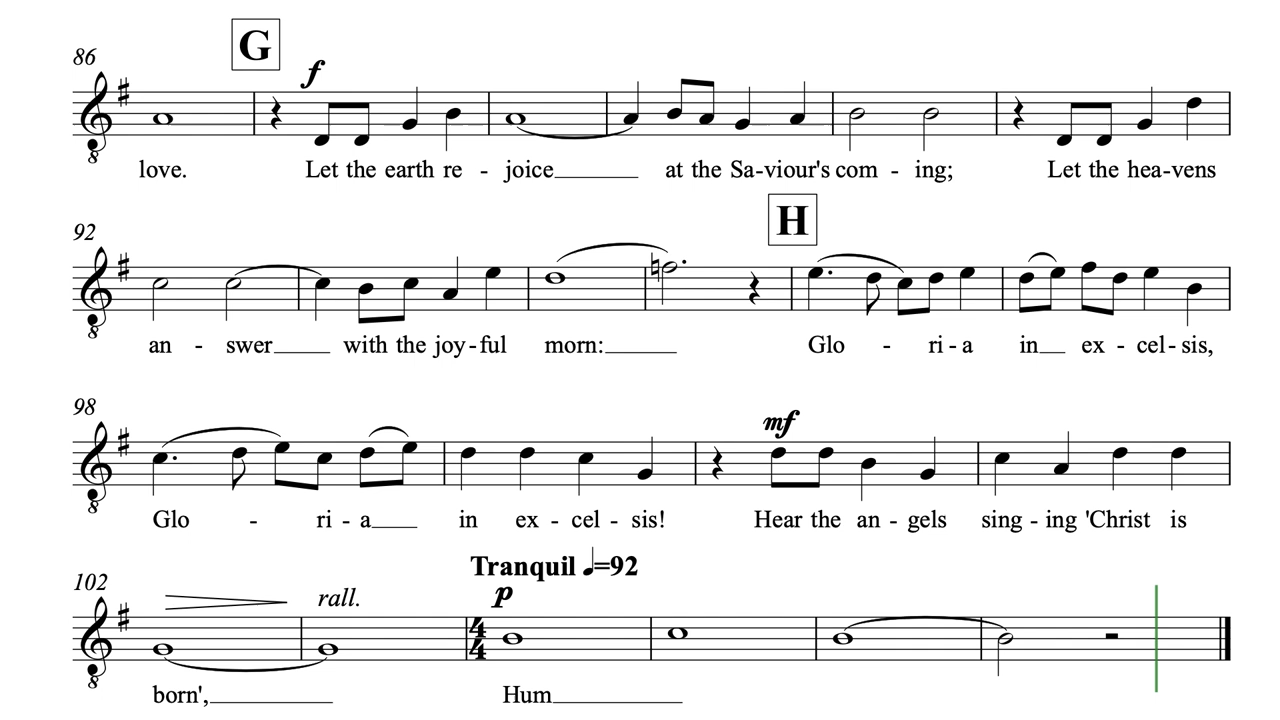 G
86
f
love. Let the earth re - joice at the Sa-viour's com - ing; Let the hea-vens
H
92
an - swer with the joy-ful morn: Glo - ri-a in ex - cel-sis,
98
mf
Glo - ri-a in ex - cel - sis! Hear the an - gels sing - ing 'Christ is
Tranquil ♩=92
102
rall.
p
4
4
born', Hum